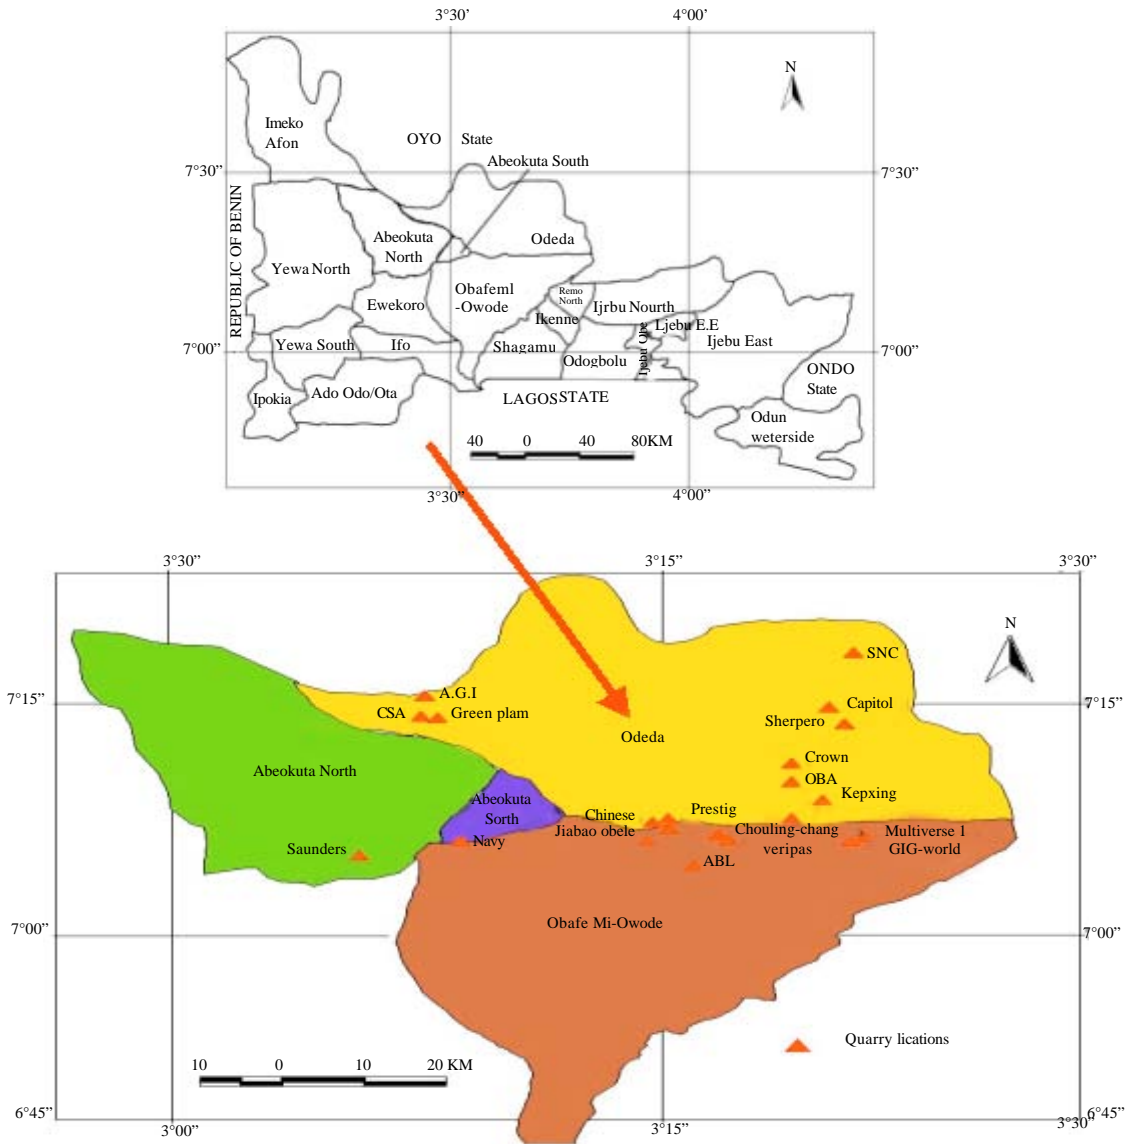 3°30” 4°00”
N
Imeko
Afon
OYO State
Abeokuta South
7°30” 7°30”
REPUBLIC OF BENIN
Abeokuta
North
Odeda
Yewa North
Obafeml
-Owode
Remo
North
Ewekoro
Ijrbu Nourth
Ikenne
Ljebu E.E
Yewa South
Ifo
Shagamu
Ijebu East
7°00” 7°00”
Odogbolu
Ijebu Obe
ONDO
State
Ipokia
Ado Odo/Ota
LAGOSSTATE
Odun
weterside
40 0 40 80KM
3°30” 4°00”
3°30” 3°15” 3°30”
N
SNC
7°15” 7°15”
A.G.I
CSA Green plam
Capitol
Sherpero
Odeda
Crown
Abeokuta North
OBA
Kepxing
Abeokuta
Sorth
Chinese
Prestig
Jiabao obele
Chouling-chang
veripas
Multiverse 1
GIG-world
Saunders
Navy
ABL
Obafe Mi-Owode
7°00” 7°00”
Quarry lications
10 0 10 20 KM
6°45” 6°45”
3°00” 3°15” 3°30”